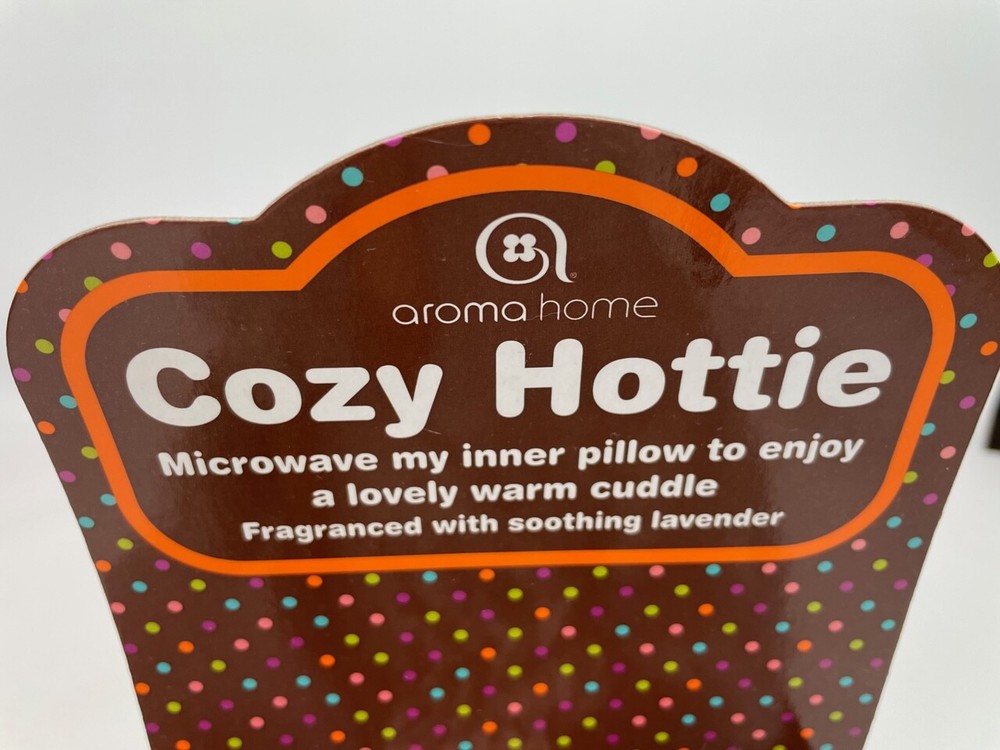 aroma home
Cozy Hottie
Microwave my inner pillow to enjoy
a lovely warm cuddle
Fragranced with soothing lavender